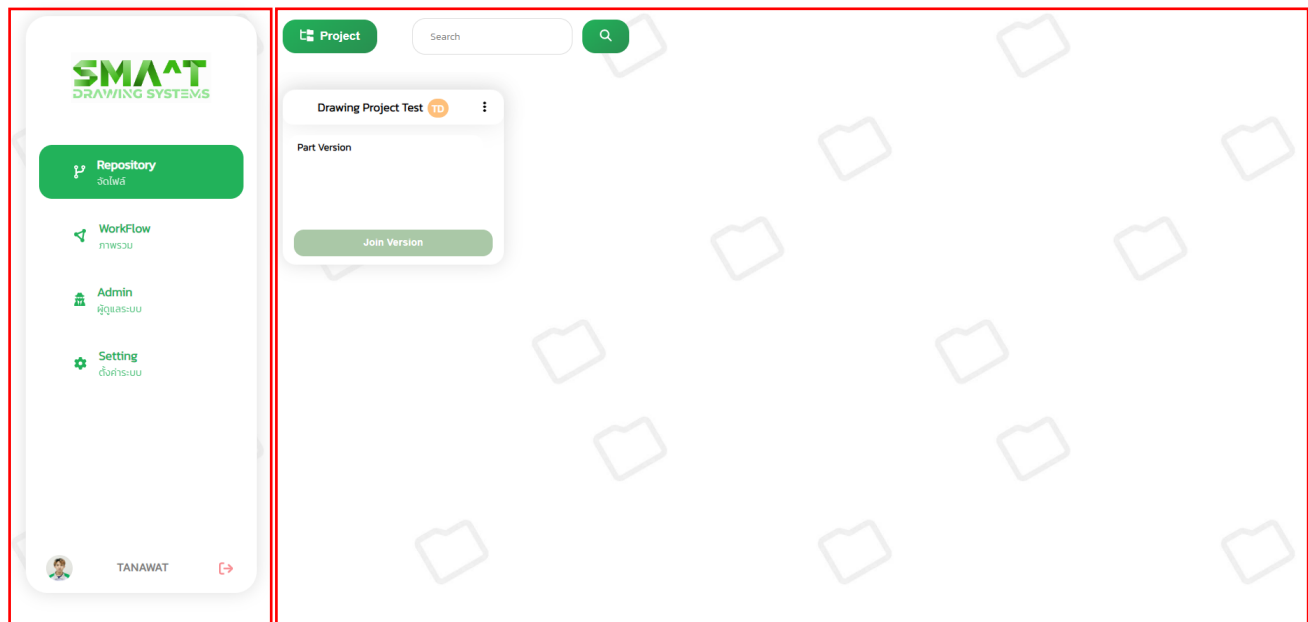 SMA^T
DRAWING SYSTEMS
Repository
จัดไฟล์
WorkFlow
ภาพรวม
Admin
ผู้ดูแลระบบ
Setting
ตั้งค่าระบบ
TANAWAT
Project
Search
Drawing Project Test TD
Part Version
Join Version